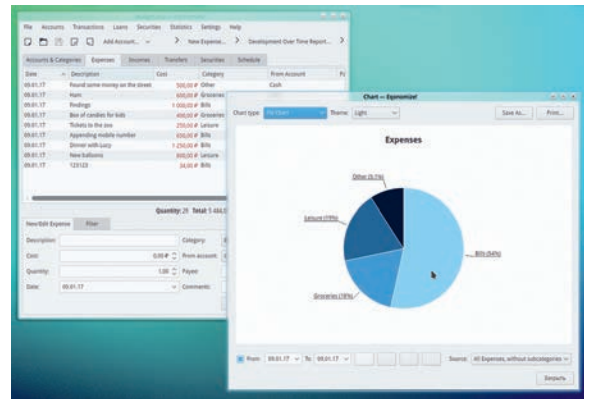 File Accounts Transactions Loans Securities Statistics Settings Help
Add Account... New Expense... Development Over Time Report...
Accounts & Categories Expenses Incomes Transfers Securities Schedule
Date Description Cost Category From Account
09.01.17 Found some money on the street 500,00 ₽ Other Cash
09.01.17 Ham 600,00 ₽ Groceries
09.01.17 findings 1 000,00 ₽ Bills
09.01.17 Box of candies for kids 400,00 ₽ Groceries
09.01.17 Tickets to the zoo 250,00 ₽ Leisure
09.01.17 Appending mobile number 650,00 ₽ Bills
09.01.17 Dinner with Lucy 1 250,00 ₽ Bills
09.01.17 New balloons 800,00 ₽ Leisure
09.01.17 123123 34,00 ₽ Bills
Quantity: 29 Total:
New/Edit Expense Filter
Description: Category:
Cost: 0,00 ₽ From account:
Quantity: 1.00 Payee:
Date: 09.01.17 Comments:
Chart — Eqonomize!
Chart type: Pie Chart Theme: Light Save As... Print...
Expenses
Other (9,1%)
Leisure (19%)
Bills (54%)
Groceries (18%)
From: 09.01.17 To: 09.01.17 Source: All Expenses, without subcategories
Закрыть